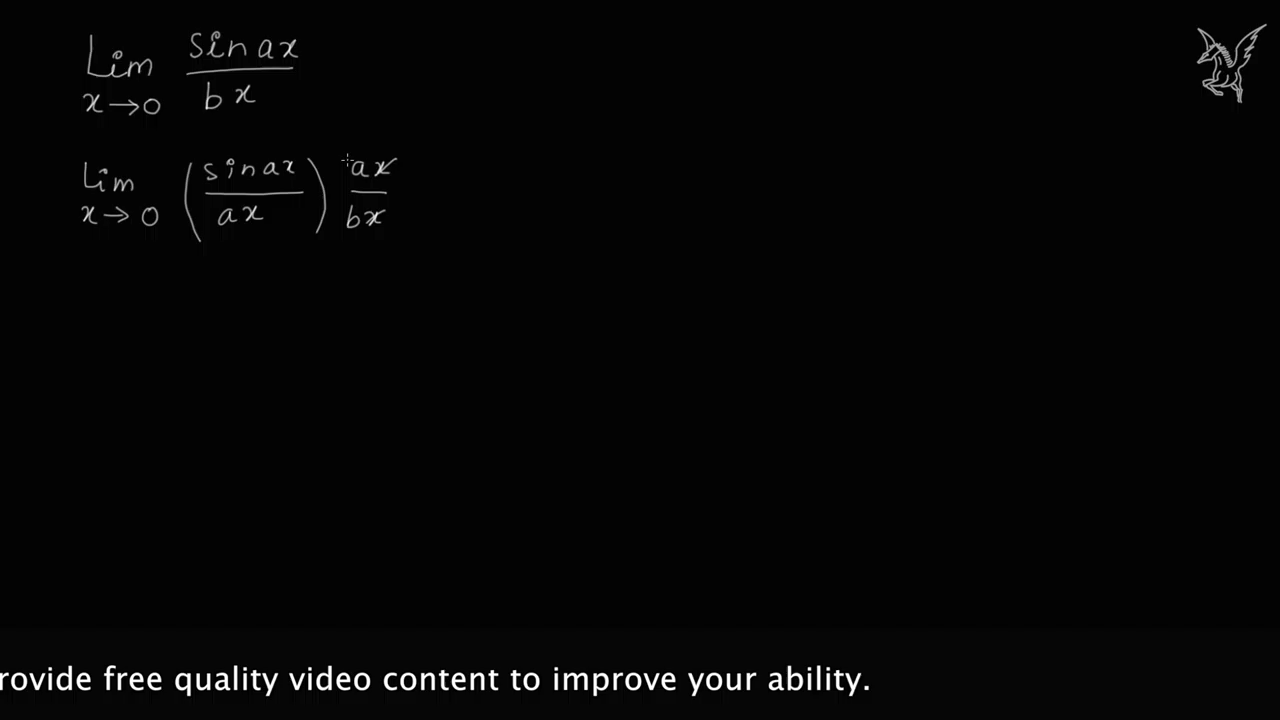 Lim sin ax
x→0 bx
Lim (sin ax) ax
x→0 ax bx
rovide free quality video content to improve your ability.